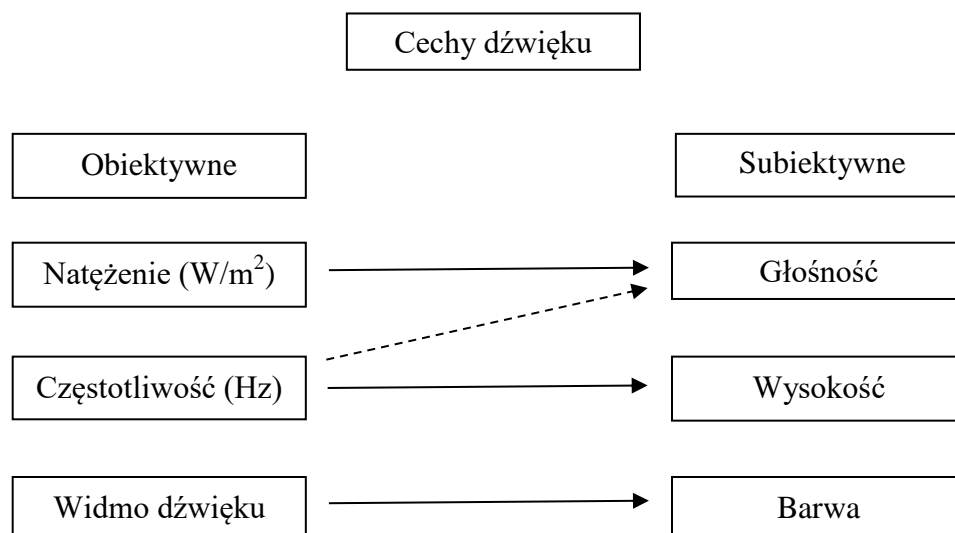 Cechy dźwięku
Obiektywne
Subiektywne
Natężenie (W/m²)
Głośność
Częstotliwość (Hz)
Wysokość
Widmo dźwięku
Barwa